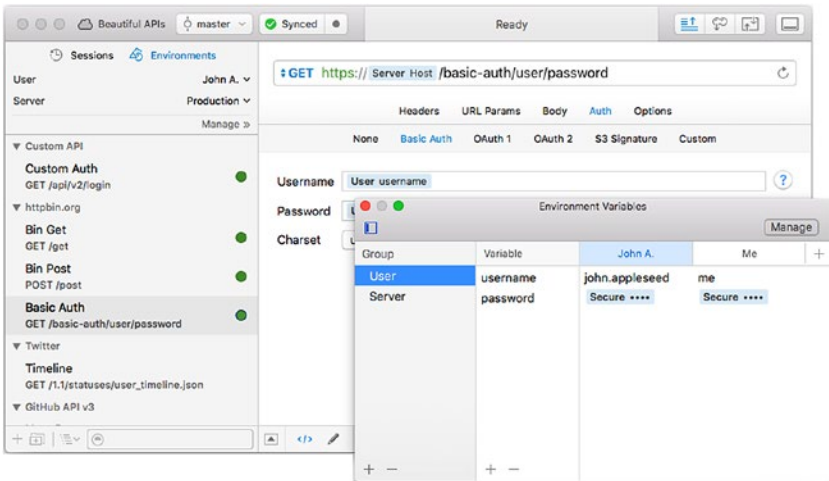 Beautiful APIs master Synced Ready
Sessions Environments
User John A.
Server Production
Manage »
Custom API
Custom Auth
GET /api/v2/login
httpbin.org
Bin Get
GET /get
Bin Post
POST /post
Basic Auth
GET /basic-auth/user/password
Twitter
Timeline
GET /1.1/statuses/user_timeline.json
GitHub API v3
GET https:// Server Host /basic-auth/user/password
Headers URL Params Body Auth Options
None Basic Auth OAuth 1 OAuth 2 S3 Signature Custom
Username User username ?
Password
Charset
Environment Variables
Manage
Group Variable John A. Me +
User username john.appleseed me
Server password Secure •••• Secure ••••